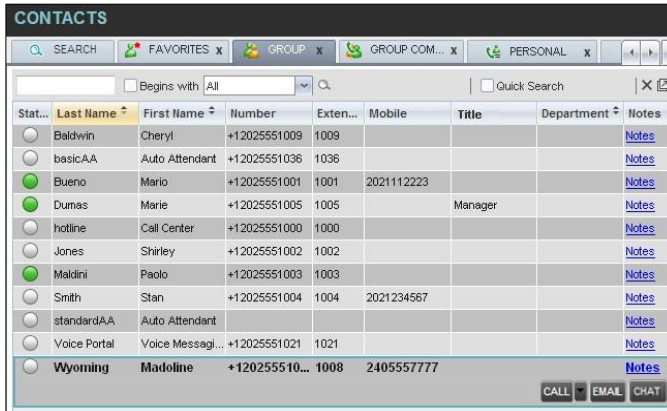 CONTACTS
SEARCH FAVORITES X GROUP X GROUP COM... X PERSONAL X
Begins with All Quick Search
Stat... Last Name First Name Number Exten... Mobile Title Department Notes
Baldwin Cheryl +12025551009 1009 Notes
basicAA Auto Attendant +12025551036 1036 Notes
Bueno Mario +12025551001 1001 2021112223 Notes
Dumas Marie +12025551005 1005 Manager Notes
hotline Call Center +12025551000 1000 Notes
Jones Shirley +12025551002 1002 Notes
Maldini Paolo +12025551003 1003 Notes
Smith Stan +12025551004 1004 2021234567 Notes
standardAA Auto Attendant Notes
Voice Portal Voice Messagi... +12025551021 1021 Notes
Wyoming Madoline +120255510... 1008 2405557777 Notes
CALL EMAIL CHAT